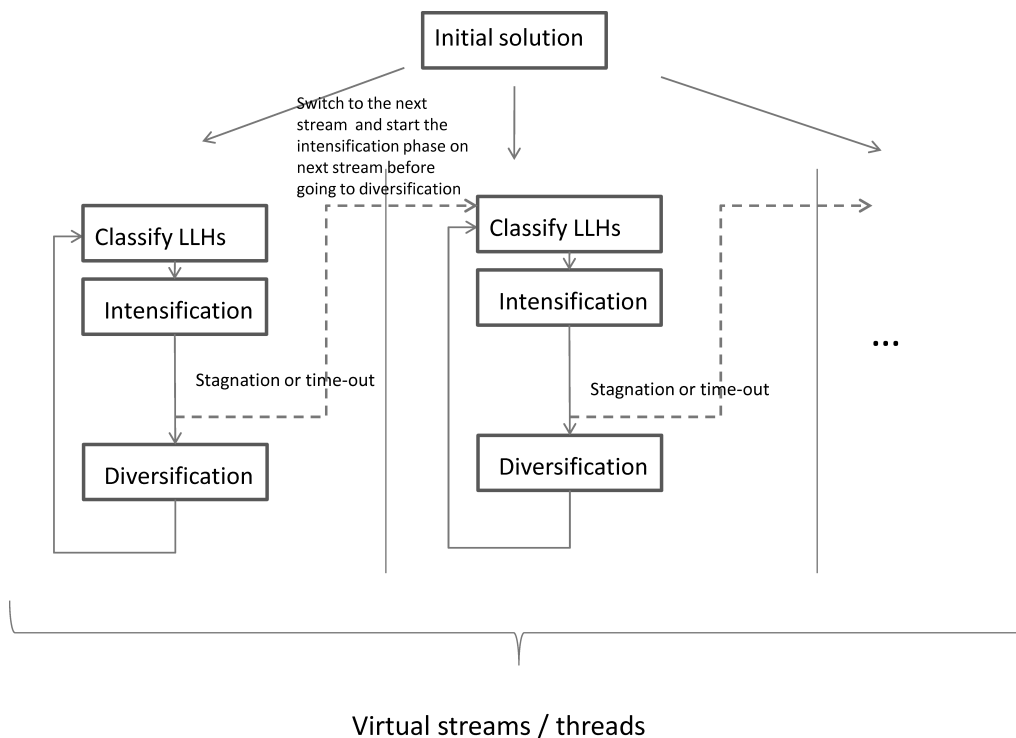 Initial solution
Switch to the next
stream and start the
intensification phase on
next stream before
going to diversification
Classify LLHs
Intensification
Stagnation or time-out
Diversification
Classify LLHs
Intensification
Stagnation or time-out
Diversification
...
Virtual streams / threads